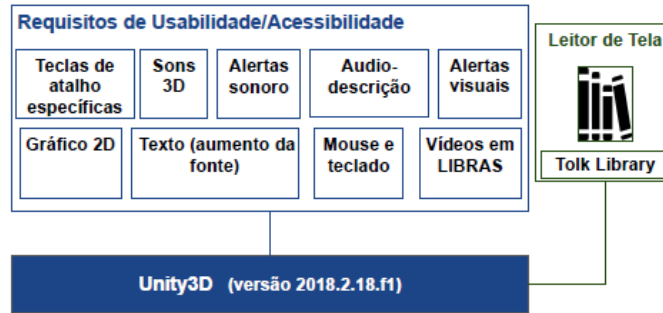 Requisitos de Usabilidade/Acessibilidade
Teclas de
atalho
específicas
Sons
3D
Alertas
sonoro
Audio-
descrição
Alertas
visuais
Gráfico 2D
Texto (aumento da
fonte)
Mouse e
teclado
Vídeos em
LIBRAS
Leitor de Tela
Tolk Library
Unity3D (versão 2018.2.18.f1)